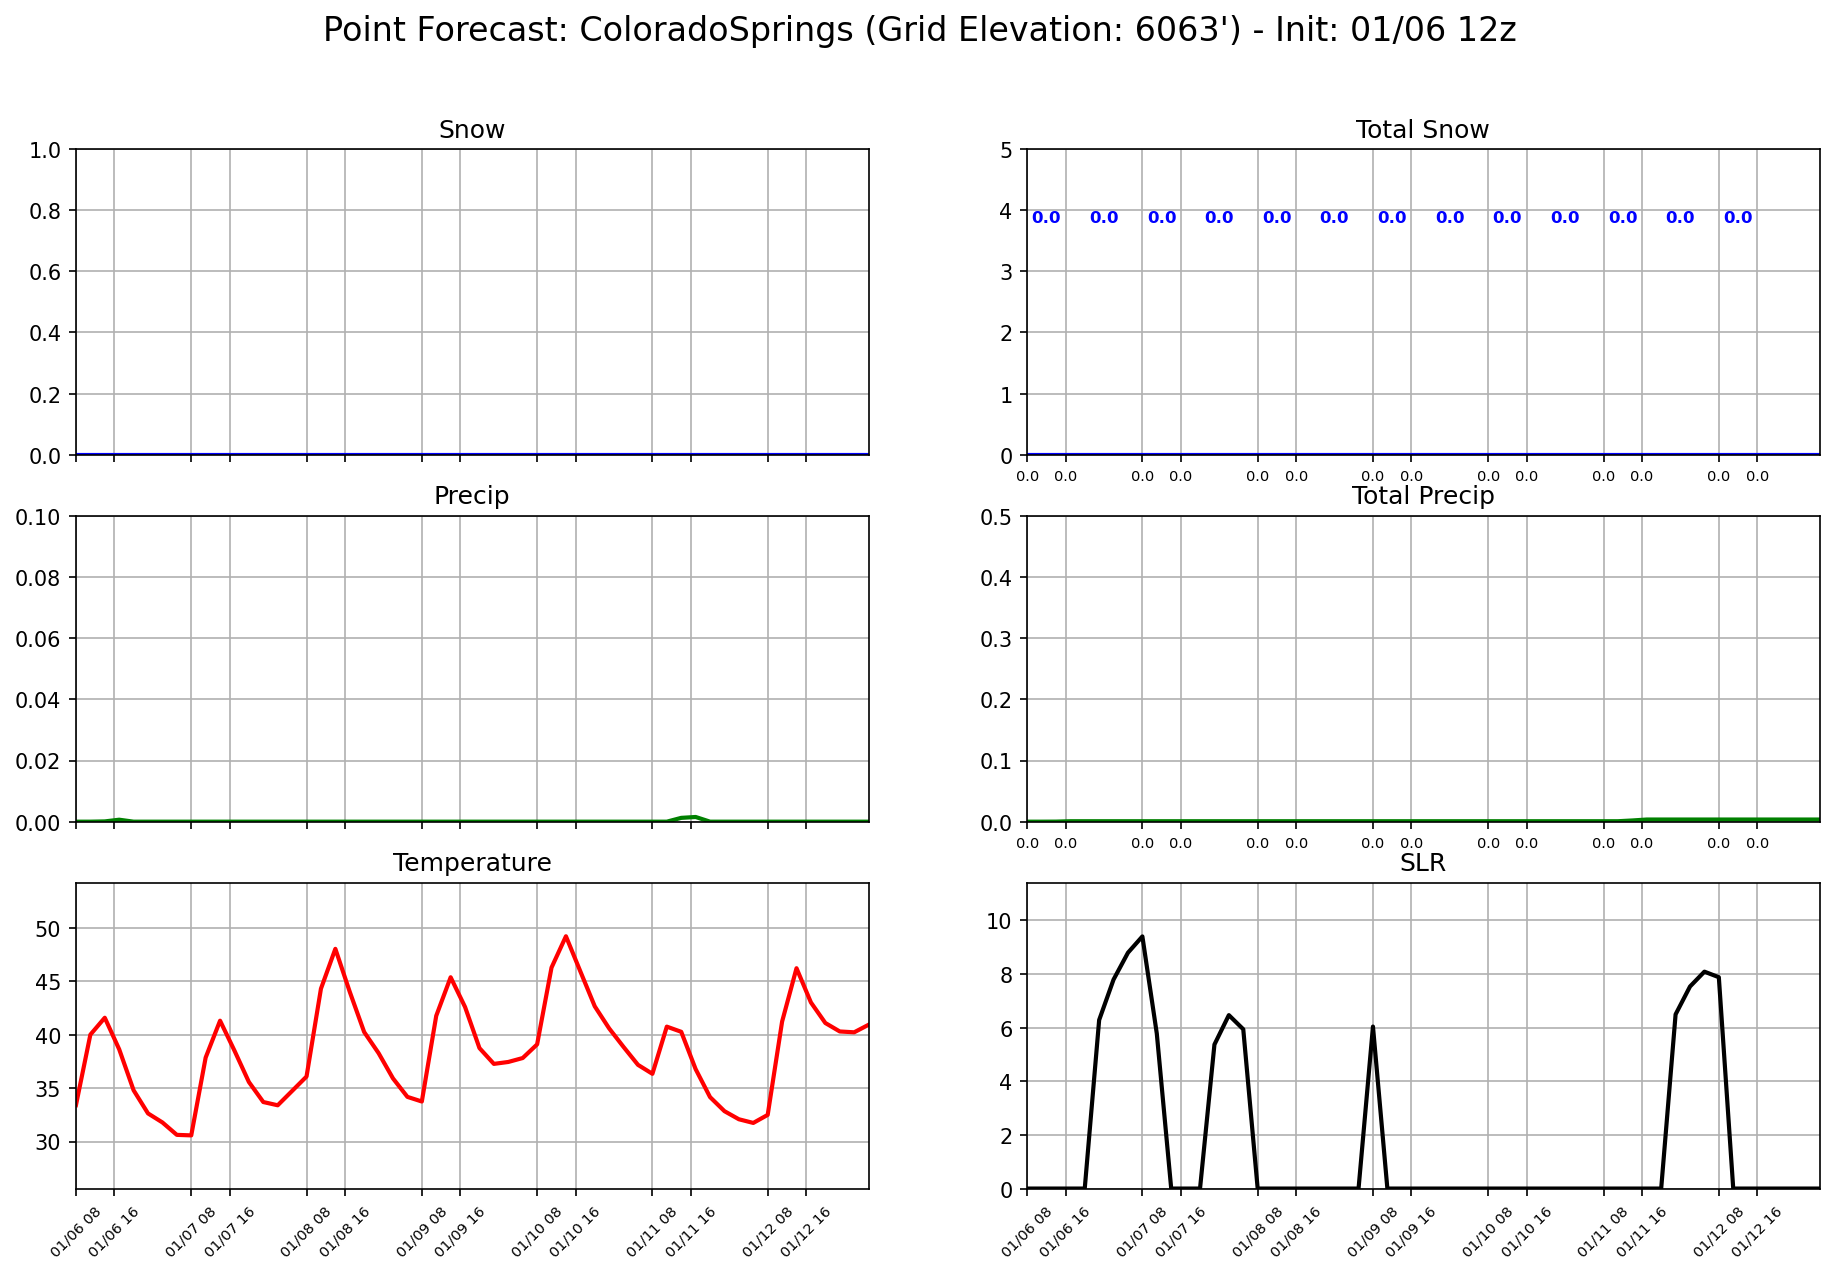 Point Forecast: ColoradoSprings (Grid Elevation: 6063') - Init: 01/06 12z
Snow
1.0
0.8
0.6
0.4
0.2
0.0
Total Snow
5
4
3
2
1
0
0.0 0.0 0.0 0.0 0.0 0.0 0.0 0.0 0.0 0.0 0.0 0.0 0.0
0.0 0.0 0.0 0.0 0.0 0.0 0.0 0.0 0.0 0.0 0.0 0.0 0.0 0.0
Precip
0.10
0.08
0.06
0.04
0.02
0.00
Total Precip
0.5
0.4
0.3
0.2
0.1
0.0
0.0 0.0 0.0 0.0 0.0 0.0 0.0 0.0 0.0 0.0 0.0 0.0 0.0 0.0
Temperature
50
45
40
35
30
01/06 08 01/06 16 01/07 08 01/07 16 01/08 08 01/08 16 01/09 08 01/09 16 01/10 08 01/10 16 01/11 08 01/11 16 01/12 08 01/12 16
SLR
10
8
6
4
2
0
01/06 08 01/06 16 01/07 08 01/07 16 01/08 08 01/08 16 01/09 08 01/09 16 01/10 08 01/10 16 01/11 08 01/11 16 01/12 08 01/12 16